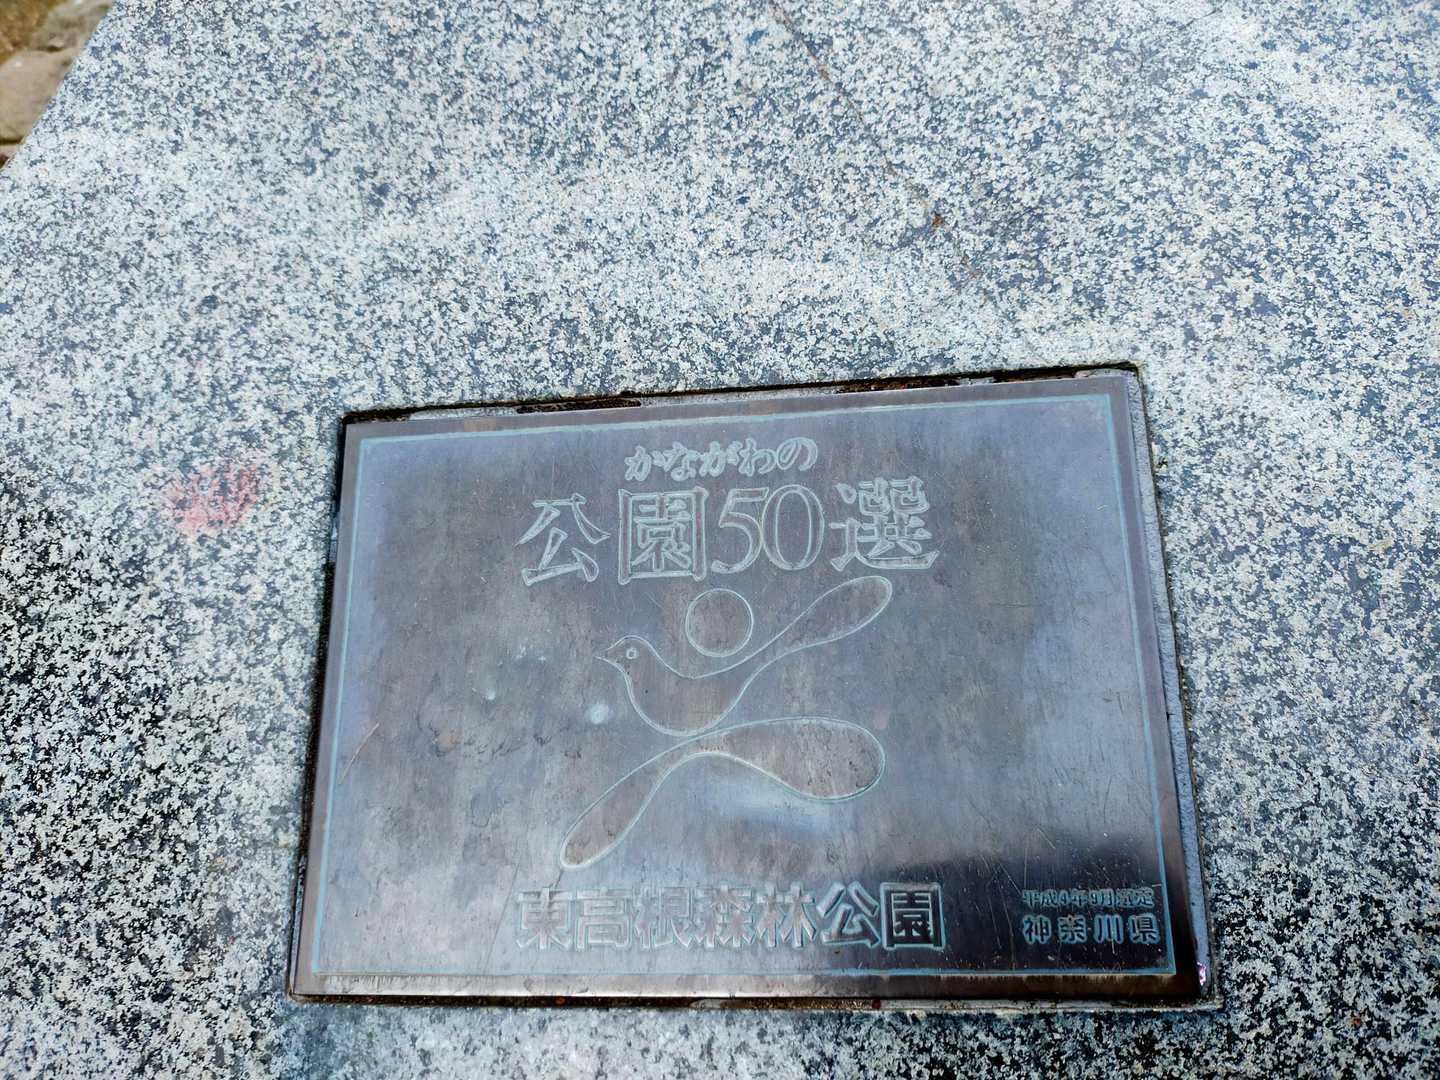 かながわの
公園50選
東高根森林公園
平成4年9月選定
神奈川県